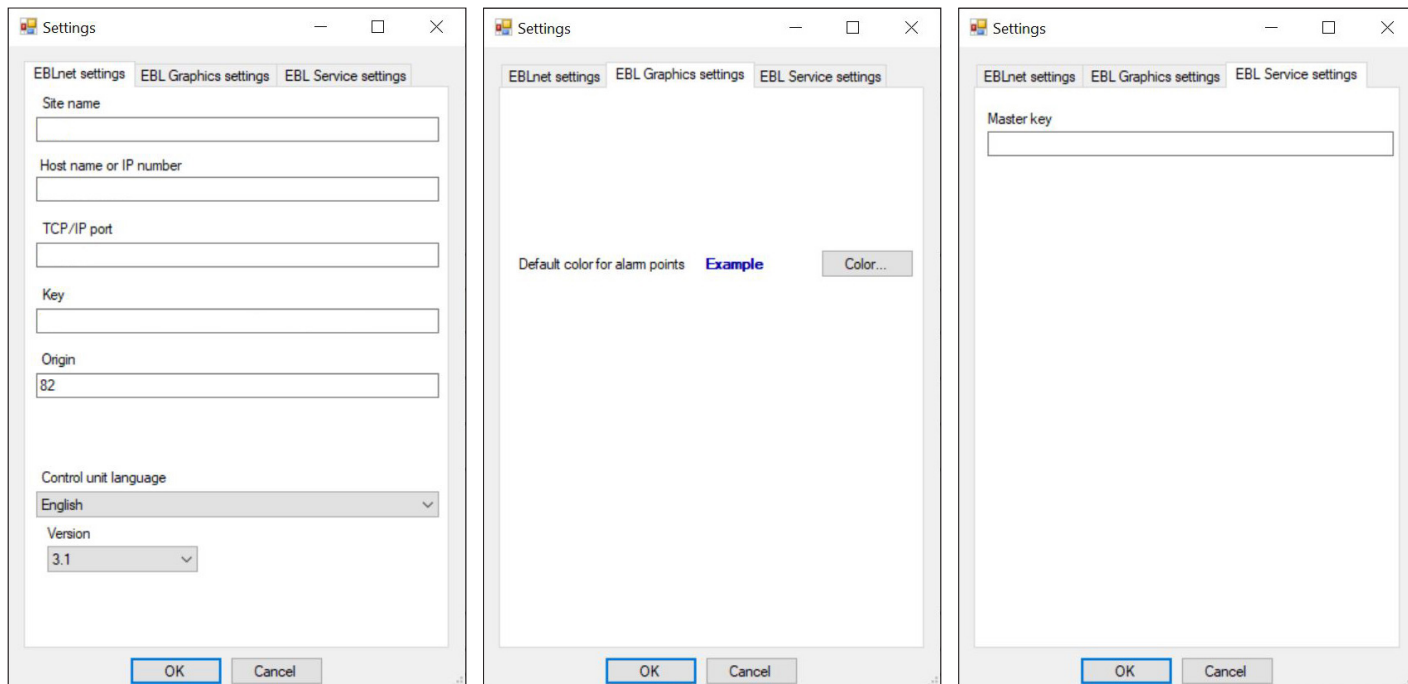 Settings
EBLnet settings EBL Graphics settings EBL Service settings
Site name
Host name or IP number
TCP/IP port
Key
Origin
82
Control unit language
English
Version
3.1
OK Cancel
Settings
EBLnet settings EBL Graphics settings EBL Service settings
Default color for alarm points Example Color...
OK Cancel
Settings
EBLnet settings EBL Graphics settings EBL Service settings
Master key
OK Cancel